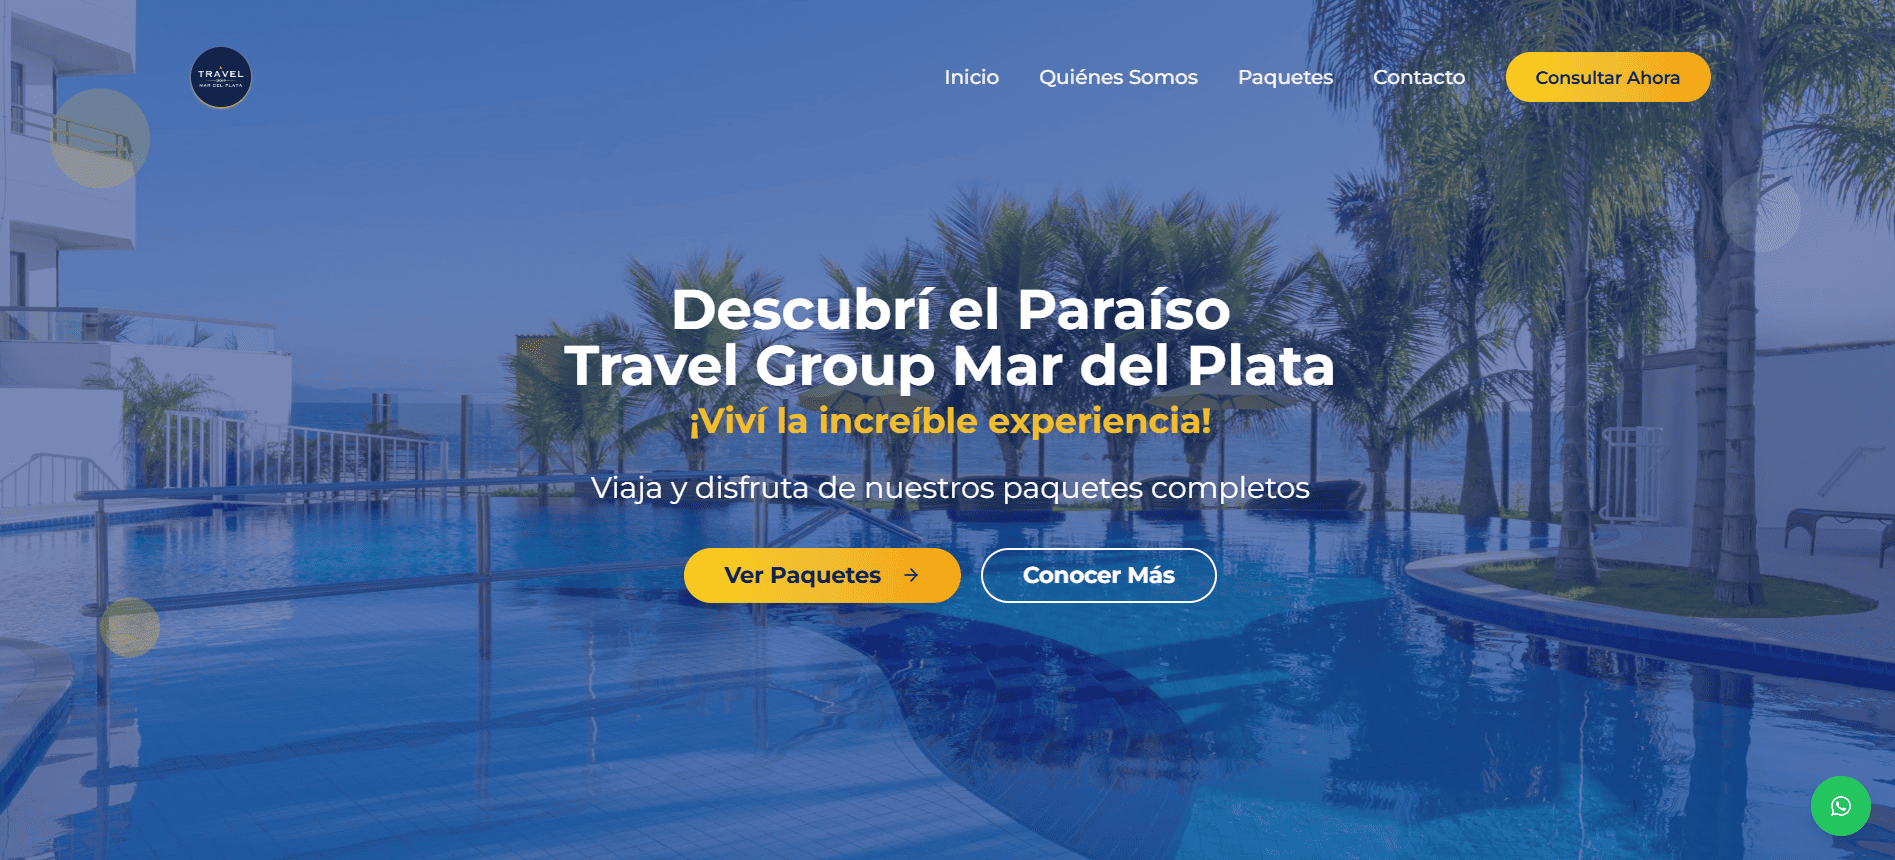 TRAVEL
GROUP
MAR DEL PLATA
Inicio
Quiénes Somos
Paquetes
Contacto
Consultar Ahora
Descubrí el Paraíso
Travel Group Mar del Plata
¡Viví la increíble experiencia!
Viaja y disfruta de nuestros paquetes completos
Ver Paquetes
Conocer Más